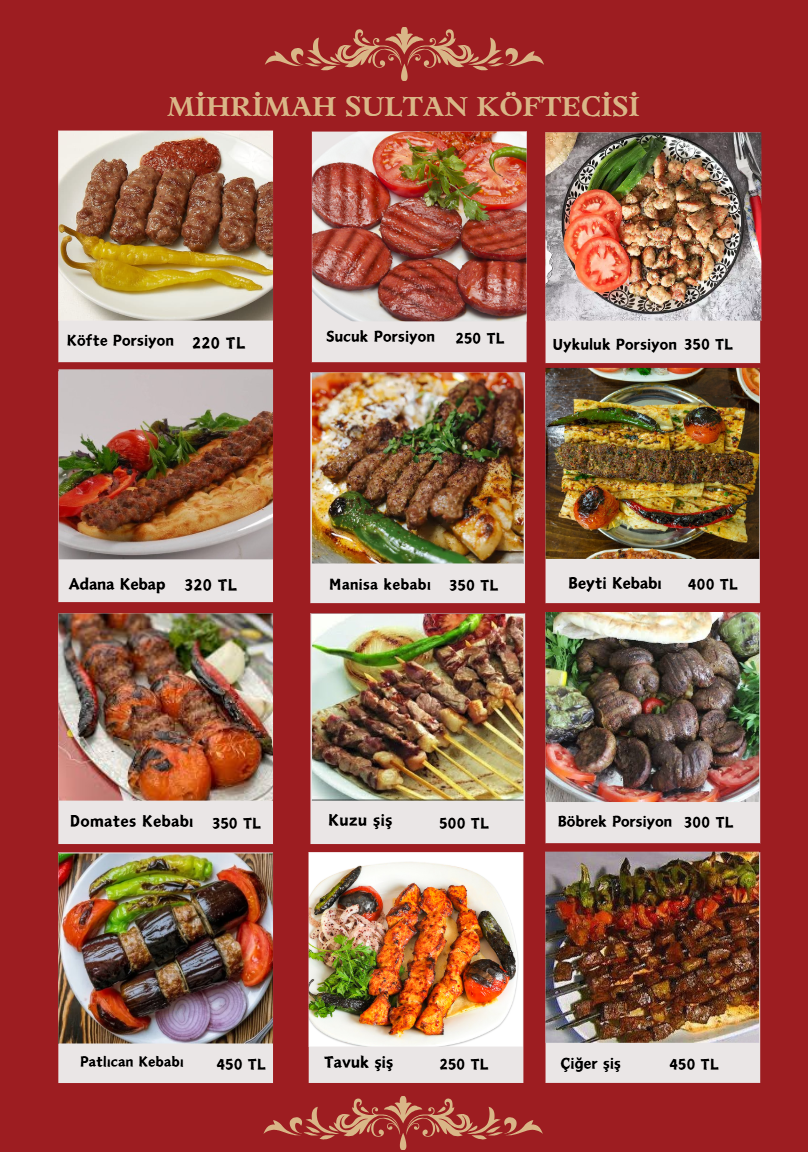 MİHRİMAH SULTAN KÖFTECİSİ
Köfte Porsiyon 220 TL
Sucuk Porsiyon 250 TL
Uykuluk Porsiyon 350 TL
Adana Kebap 320 TL
Manisa kebabı 350 TL
Beyti Kebabı 400 TL
Domates Kebabı 350 TL
Kuzu şiş 500 TL
Böbrek Porsiyon 300 TL
Patlıcan Kebabı 450 TL
Tavuk şiş 250 TL
Çiğer şiş 450 TL